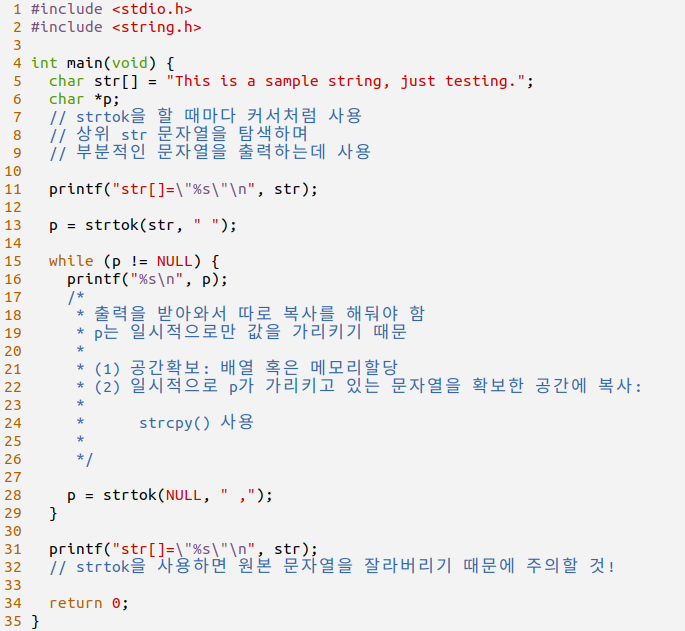 1 #include <stdio.h>
2 #include <string.h>
3
4 int main(void) {
5   char str[] = "This is a sample string, just testing.";
6   char *p;
7   // strtok을 할 때마다 커서처럼 사용
8   // 상위 str 문자열을 탐색하며
9   // 부분적인 문자열을 출력하는데 사용
10
11   printf("str[]=\"%s\"\n", str);
12
13   p = strtok(str, " ");
14
15   while (p != NULL) {
16     printf("%s\n", p);
17     /*
18      * 출력을 받아와서 따로 복사를 해둬야 함
19      * p는 일시적으로만 값을 가리키기 때문
20      *
21      * (1) 공간확보: 배열 혹은 메모리할당
22      * (2) 일시적으로 p가 가리키고 있는 문자열을 확보한 공간에 복사:
23      *
24      *      strcpy() 사용
25      *
26      */
27
28     p = strtok(NULL, " ,");
29   }
30
31   printf("str[]=\"%s\"\n", str);
32   // strtok을 사용하면 원본 문자열을 잘라버리기 때문에 주의할 것!
33
34   return 0;
35 }